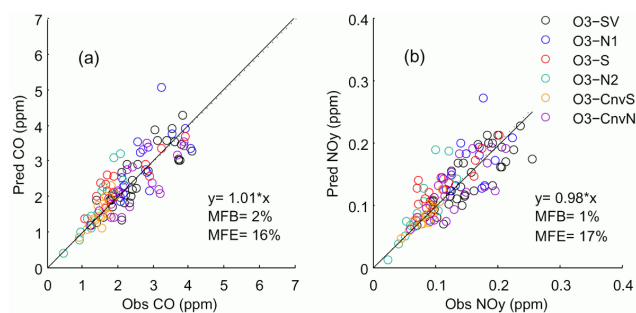 7
6
5
4
3
2
1
0
Pred CO (ppm)
(a)
y= 1.01*x
MFB= 2%
MFE= 16%
0 1 2 3 4 5 6 7
Obs CO (ppm)
0.4
0.3
0.2
0.1
0
Pred NOy (ppm)
(b)
y= 0.98*x
MFB= 1%
MFE= 17%
0 0.1 0.2 0.3 0.4
Obs NOy (ppm)
O3−SV
O3−N1
O3−S
O3−N2
O3−CnvS
O3−CnvN